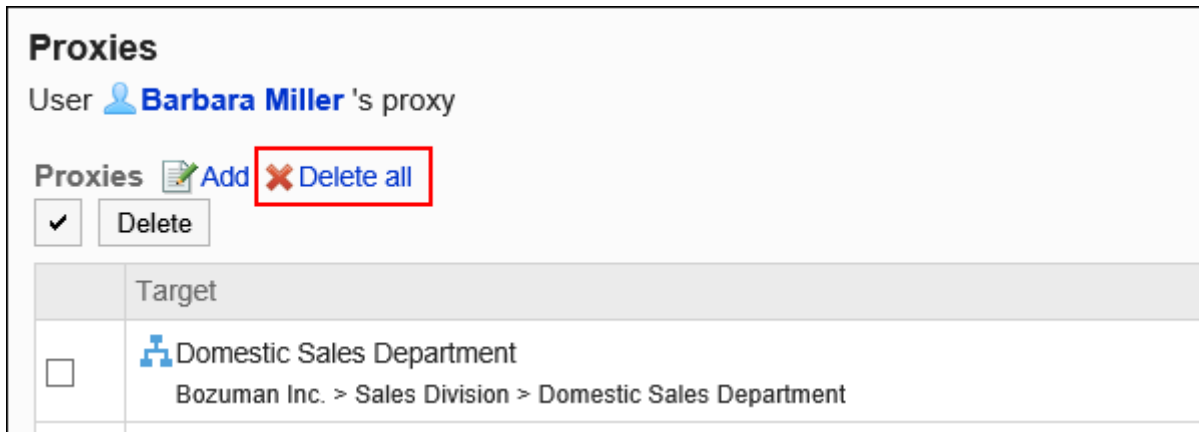 Proxies
User Barbara Miller 's proxy
Proxies Add Delete all
Delete
Target
Domestic Sales Department
Bozuman Inc. > Sales Division > Domestic Sales Department